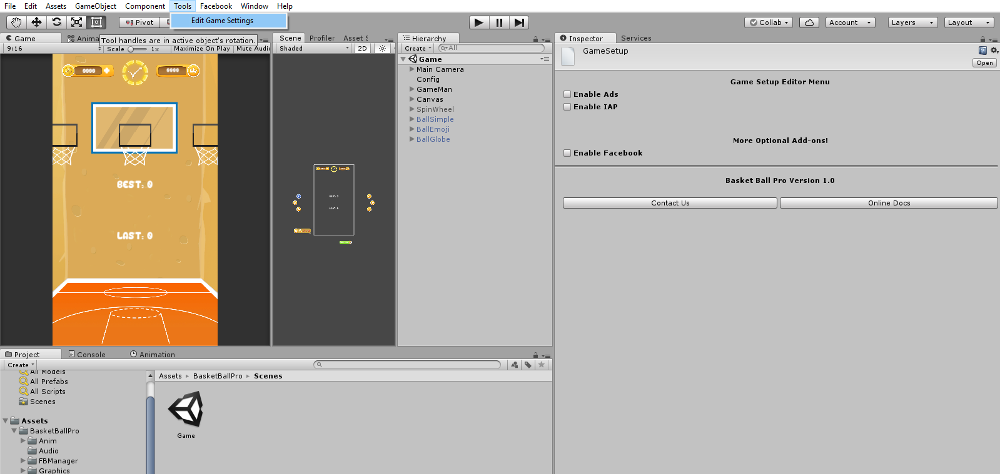 File Edit Assets GameObject Component Tools Facebook Window Help
Edit Game Settings
Pivot
Collab Account Layers Layout
Game Anima
Tool handles are in active object's rotation.
9:16 Scale 1x Maximize On Play Mute Audio
0000 0000
BEST: 0
LAST: 0
Scene Profiler Asset S
Shaded 2D
Hierarchy
Create All
Game
Main Camera
Config
GameMan
Canvas
SpinWheel
BallSimple
BallEmoji
BallGlobe
Inspector Services
GameSetup
Open
Game Setup Editor Menu
Enable Ads
Enable IAP
More Optional Add-ons!
Enable Facebook
Basket Ball Pro Version 1.0
Contact Us Online Docs
Project Console Animation
Create
All Models
All Prefabs
All Scripts
Scenes
Assets
BasketBallPro
Anim
Audio
FBManager
Graphics
Assets BasketBallPro Scenes
Game